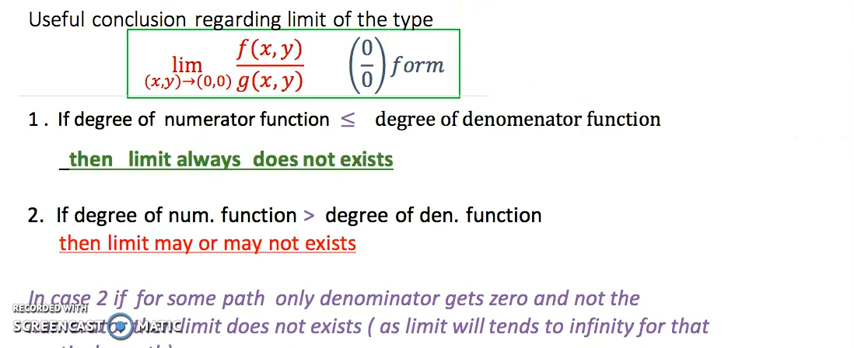 Useful conclusion regarding limit of the type
lim (x,y)→(0,0) f(x,y)/g(x,y) (0/0) form
1 . If degree of numerator function ≤ degree of denomenator function
then limit always does not exists
2. If degree of num. function > degree of den. function
then limit may or may not exists
In case 2 if for some path only denominator gets zero and not the
RECORDED WITH
SCREENCAST O MATIC
limit does not exists ( as limit will tends to infinity for that